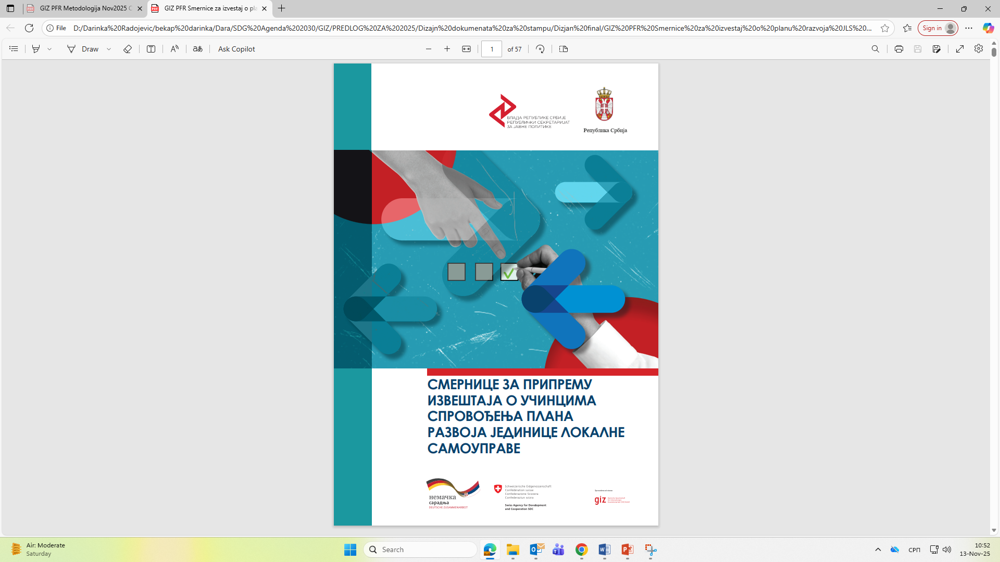 GIZ PFR Metodologija Nov2025 C
GIZ PFR Smernice za izvestaj o pla
File
D:/Darinka%20Radojevic/bekap%20darinka/Dara/SDG%20Agenda%202030/GIZ/PREDLOG%20ZA%202025/Dizajn%20dokumenata%20za%20stampu/Dizjan%20final/GIZ%20PFR%20Smernice%20za%20izvestaj%20o%20planu%20razvoja%20JLS%20...
Sign in
Draw
Ask Copilot
1 of 57
ВЛАДА РЕПУБЛИКЕ СРБИЈЕ
РЕПУБЛИЧКИ СЕКРЕТАРИЈАТ
ЗА ЈАВНЕ ПОЛИТИКЕ
Република Србија
СМЕРНИЦЕ ЗА ПРИПРЕМУ
ИЗВЕШТАЈА О УЧИНЦИМА
СПРОВОЂЕЊА ПЛАНА
РАЗВОЈА ЈЕДИНИЦЕ ЛОКАЛНЕ
САМОУПРАВЕ
немачка
сарадња
DEUTSCHE ZUSAMMENARBEIT
Schweizerische Eidgenossenschaft
Confédération suisse
Confederazione Svizzera
Confederaziun svizra
Swiss Agency for Development
and Cooperation SDC
giz
Air: Moderate
Saturday
Search
СРП
10:52
13-Nov-25